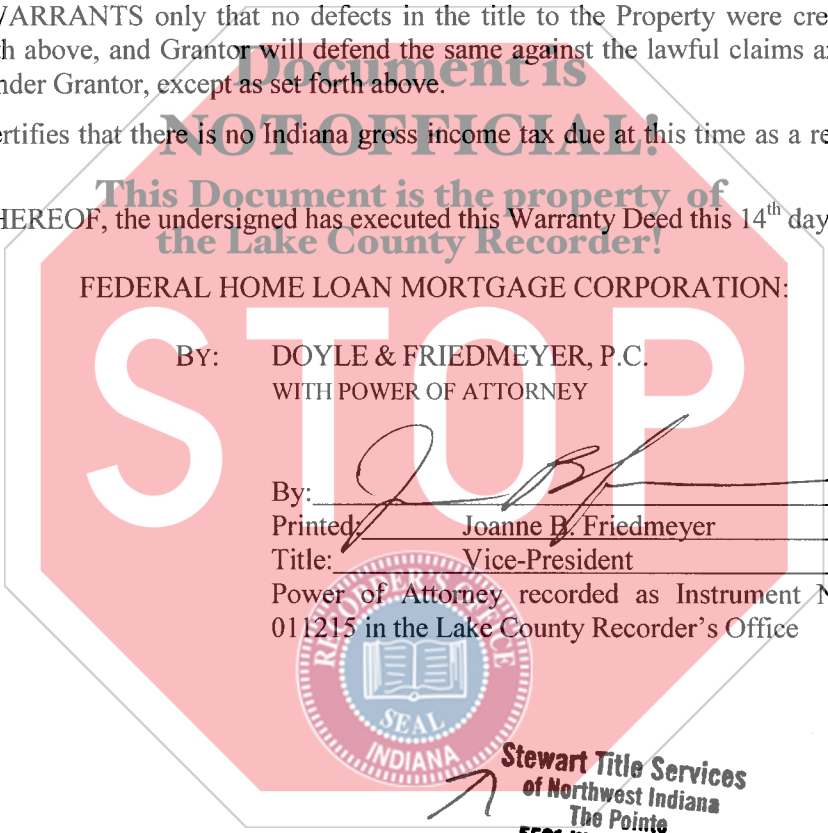 WARRANTS only that no defects in the title to the Property were cre
th above, and Grantor will defend the same against the lawful claims a
nder Grantor, except as set forth above.
Document is
ertifies that there is no Indiana gross income tax due at this time as a re
NOT OFFICIAL!
This Document is the property of
HEREOF, the undersigned has executed this Warranty Deed this 14th day
the Lake County Recorder!
FEDERAL HOME LOAN MORTGAGE CORPORATION:
STOP
BY: DOYLE & FRIEDMEYER, P.C.
WITH POWER OF ATTORNEY
By:
Printed: Joanne B. Friedmeyer
Title: Vice-President
Power of Attorney recorded as Instrument N
011215 in the Lake County Recorder's Office
RECORDER'S OFFICE
SEAL
INDIANA
Stewart Title Services
of Northwest Indiana
The Pointe